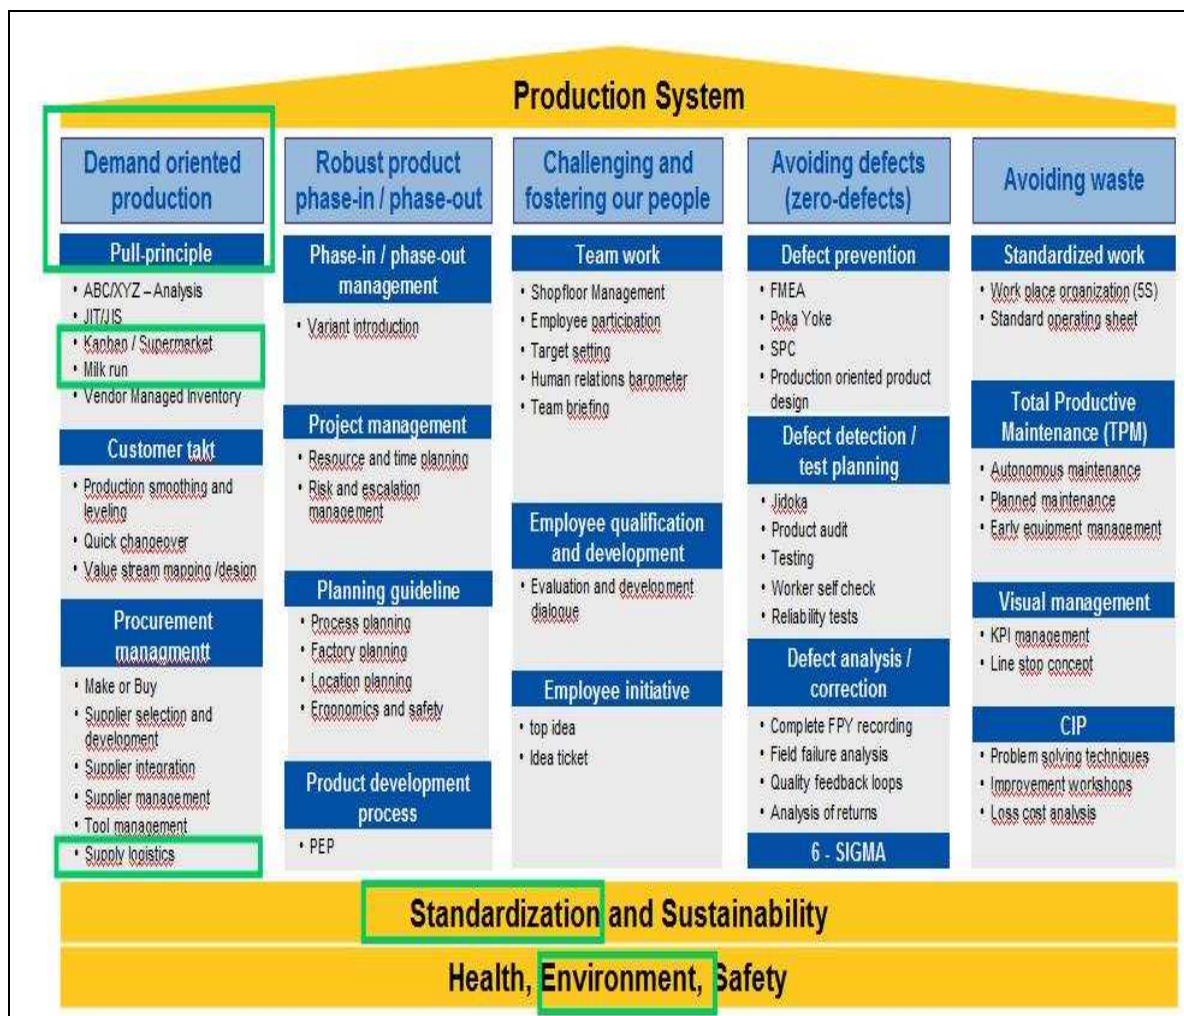 Production System
Demand oriented
production
Pull-principle
• ABC/XYZ – Analysis
• JIT/JIS
• Kanban / Supermarket
• Milk run
• Vendor Managed Inventory
Customer takt
• Production smoothing and
leveling
• Quick changeover
• Value stream mapping /design
Procurement
managmentt
• Make or Buy
• Supplier selection and
development
• Supplier integration
• Supplier management
• Tool management
• Supply logistics
Robust product
phase-in / phase-out
Phase-in / phase-out
management
• Variant introduction
Project management
• Resource and time planning
• Risk and escalation
management
Planning guideline
• Process planning
• Factory planning
• Location planning
• Ergonomics and safety
Product development
process
• PEP
Challenging and
fostering our people
Team work
• Shopfloor Management
• Employee participation
• Target setting
• Human relations barometer
• Team briefing
Employee qualification
and development
• Evaluation and development
dialogue
Employee initiative
• top idea
• Idea ticket
Avoiding defects
(zero-defects)
Defect prevention
• FMEA
• Poka Yoke
• SPC
• Production oriented product
design
Defect detection /
test planning
• Jidoka
• Product audit
• Testing
• Worker self check
• Reliability tests
Defect analysis /
correction
• Complete FPY recording
• Field failure analysis
• Quality feedback loops
• Analysis of returns
6 - SIGMA
Avoiding waste
Standardized work
• Work place organization (5S)
• Standard operating sheet
Total Productive
Maintenance (TPM)
• Autonomous maintenance
• Planned maintenance
• Early equipment management
Visual management
• KPI management
• Line stop concept
CIP
• Problem solving techniques
• Improvement workshops
• Loss cost analysis
Standardization and Sustainability
Health, Environment, Safety